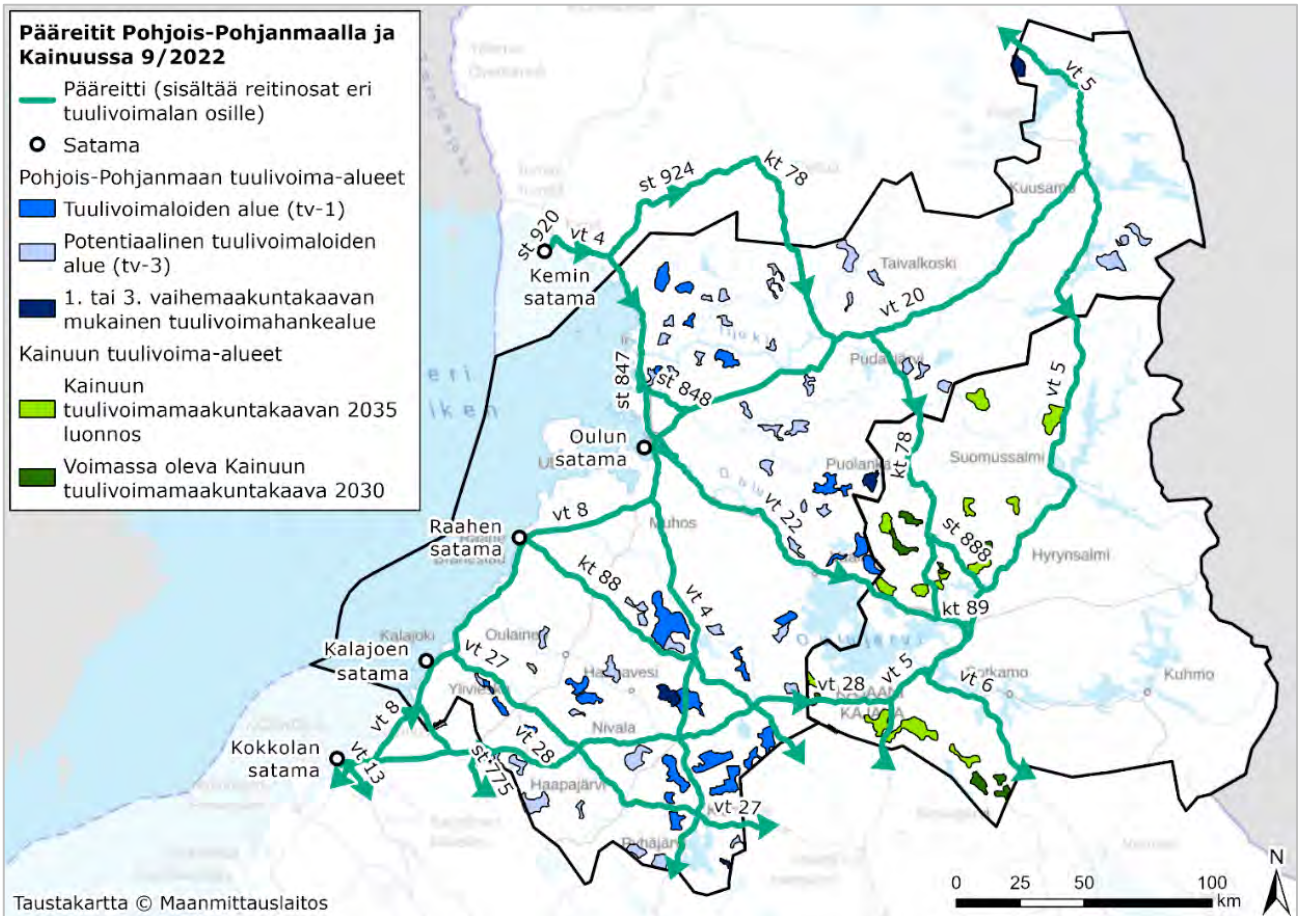 Pääreitit Pohjois-Pohjanmaalla ja
Kainuussa 9/2022
Pääreitti (sisältää reitinosat eri
tuulivoimalan osille)
Satama
Pohjois-Pohjanmaan tuulivoima-alueet
Tuulivoimaloiden alue (tv-1)
Potentiaalinen tuulivoimaloiden
alue (tv-3)
1. tai 3. vaihemaakuntakaavan
mukainen tuulivoimahankealue
Kainuun tuulivoima-alueet
Kainuun
tuulivoimamaakuntakaavan 2035
luonnos
Voimassa oleva Kainuun
tuulivoimamaakuntakaava 2030
vt 5
Kuusamo
st 924
kt 78
st 920
vt 4
Kemin
satama
Taivalkoski
vt 20
Pudasjärvi
st 847
st 848
vt 5
Oulun
satama
kt 78
Suomussalmi
Puolanka
vt 22
Muhos
vt 8
Raahen
satama
st 888
Hyrynsalmi
kt 88
vt 4
kt 89
Oulujärvi
Kalajoki
Kalajoen
satama
Oulainen
vt 27
Haapavesi
Ylivieska
vt 28
vt 5
vt 6
Sotkamo
Kuhmo
KAJAANI
KAJANA
vt 8
Nivala
vt 28
Kokkolan
satama
vt 13
st 775
Haapajärvi
vt 27
Pyhäjärvi
N
0 25 50 100
km
Taustakartta © Maanmittauslaitos